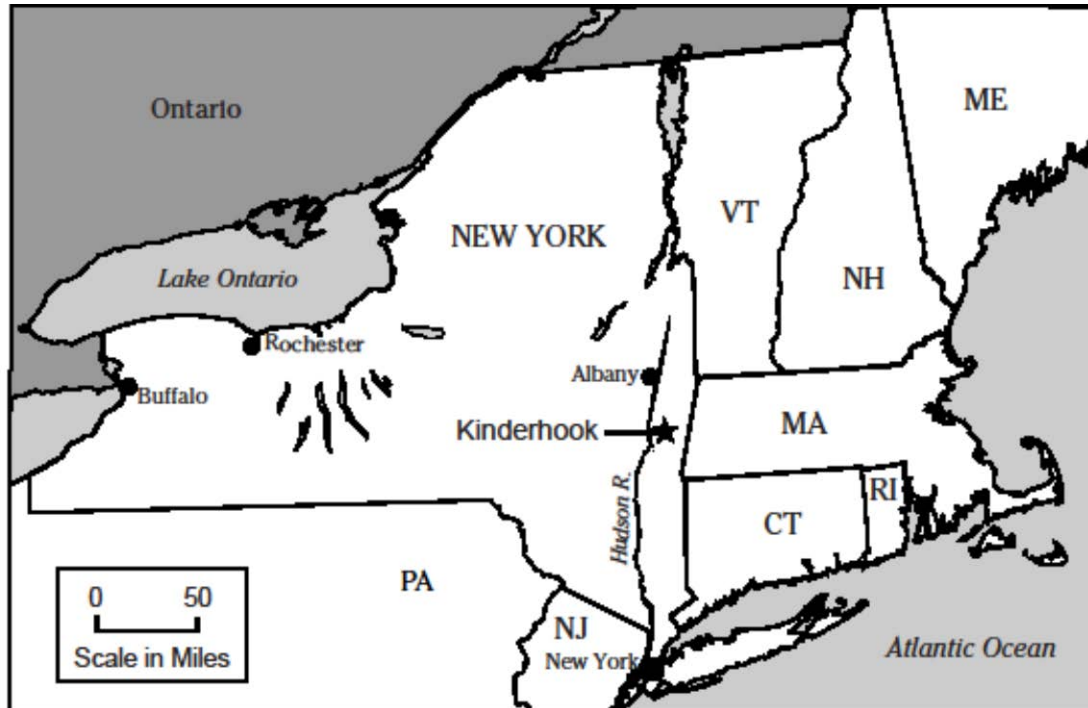 Ontario
ME
NEW YORK
VT
Lake Ontario
NH
Rochester
Albany
Buffalo
Kinderhook
MA
RI
Hudson R.
CT
PA
0 50
Scale in Miles
NJ
New York
Atlantic Ocean